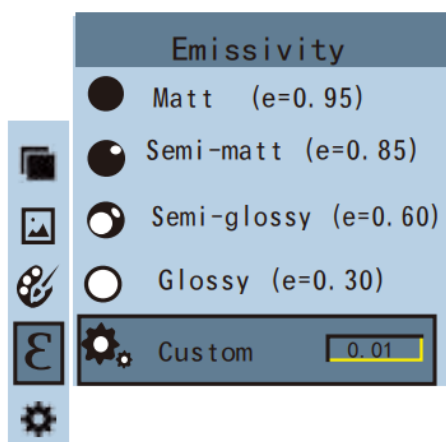 Emissivity
Matt (e=0.95)
Semi-matt (e=0.85)
Semi-glossy (e=0.60)
Glossy (e=0.30)
ε
Custom 0.01